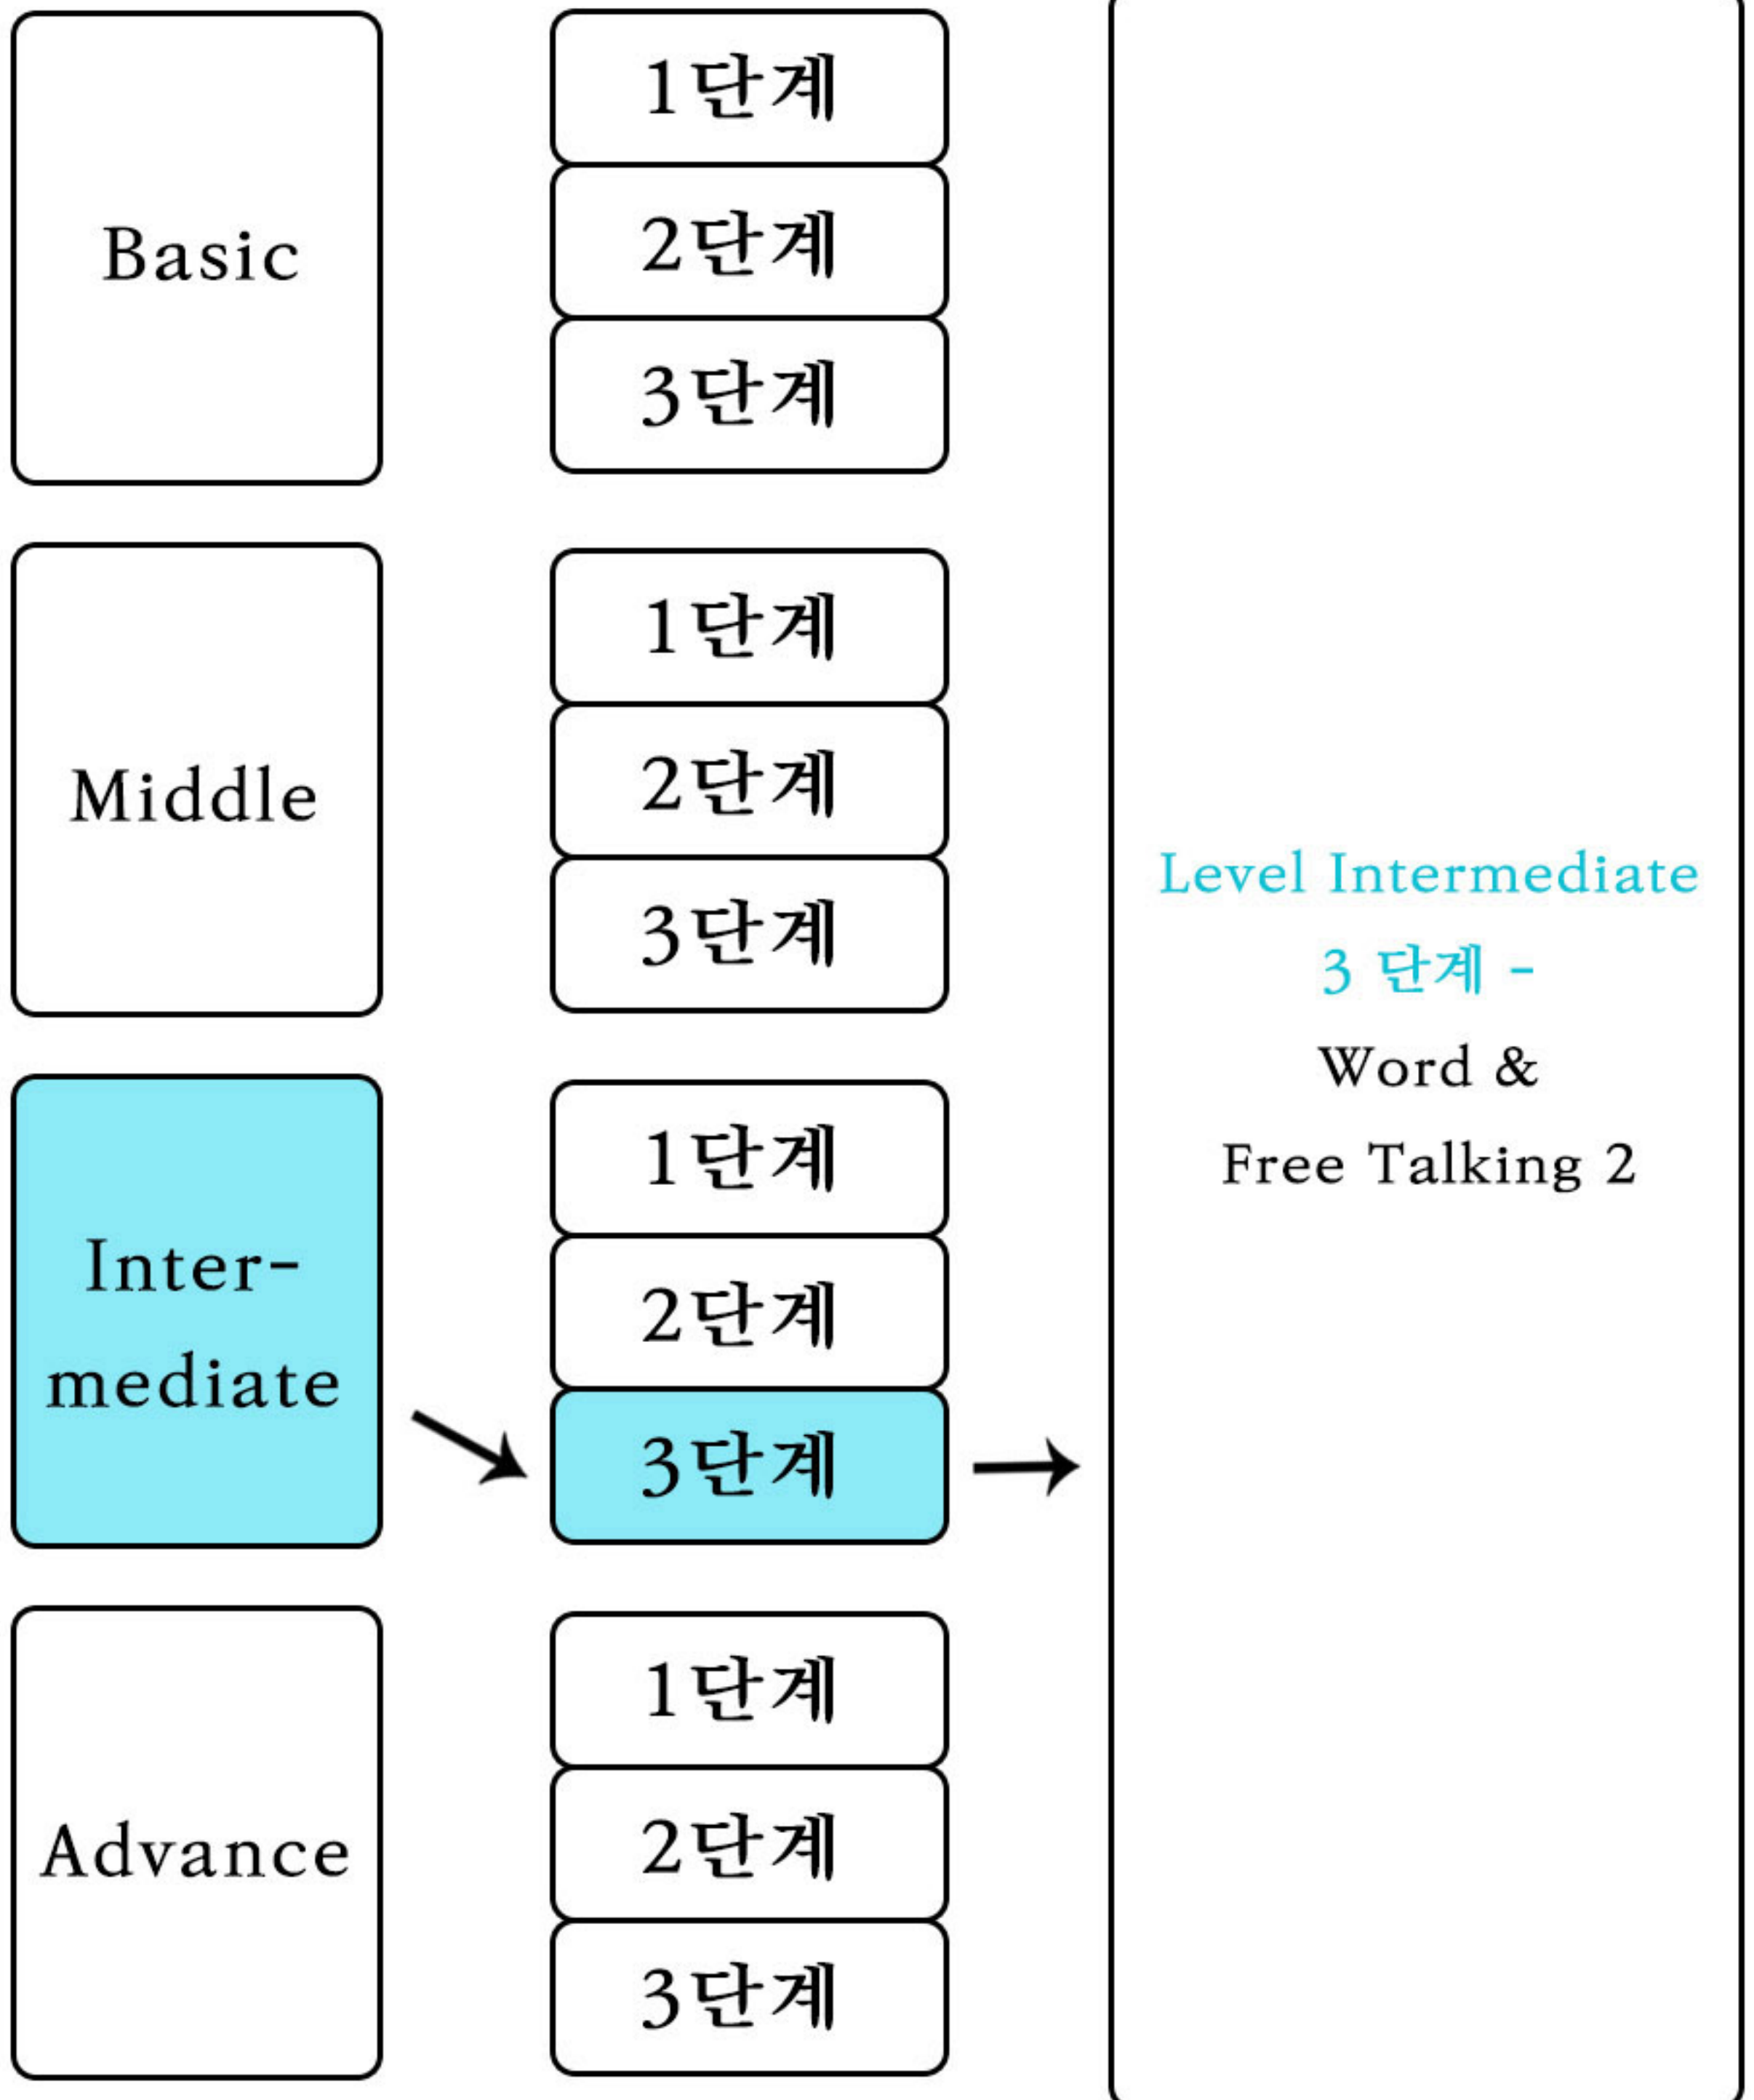 Basic
1단계
2단계
3단계
Middle
1단계
2단계
3단계
Inter-
mediate
1단계
2단계
3단계
Advance
1단계
2단계
3단계
Level Intermediate
3 단계 -
Word &
Free Talking 2